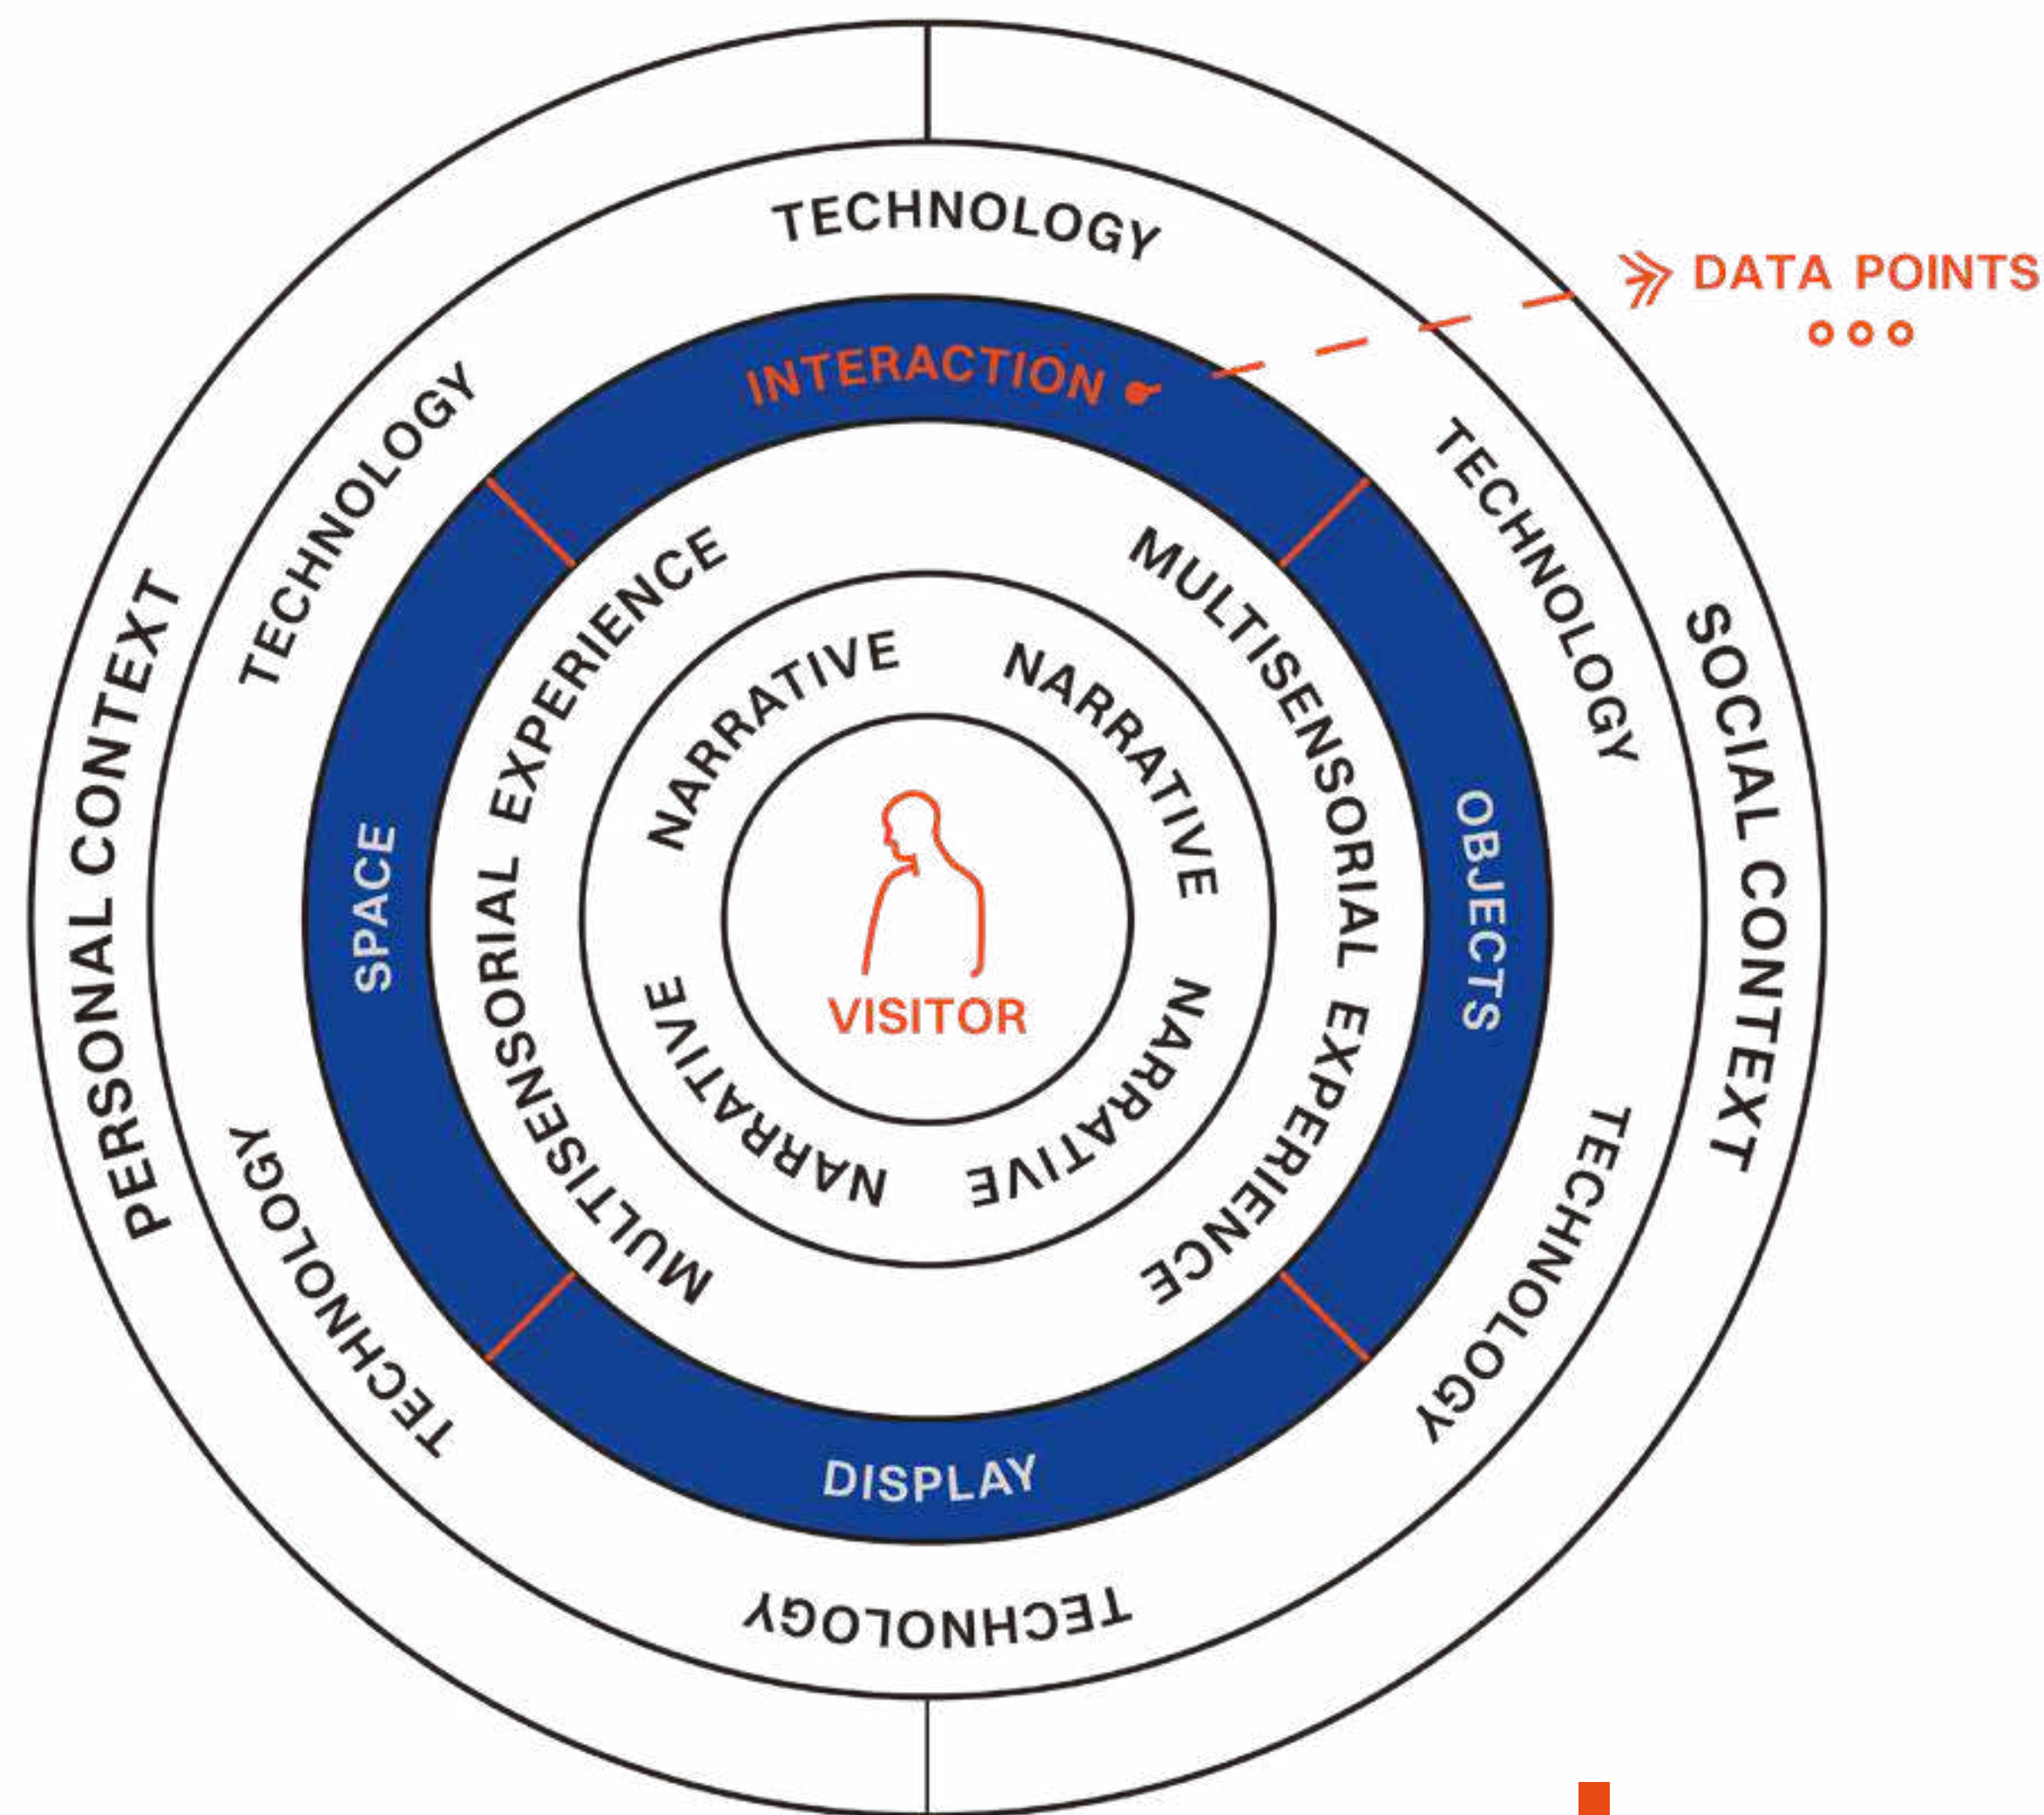 TECHNOLOGY
DATA POINTS
INTERACTION
TECHNOLOGY
TECHNOLOGY
PERSONAL CONTEXT
SOCIAL CONTEXT
MULTISENSORIAL EXPERIENCE
MULTISENSORIAL EXPERIENCE
NARRATIVE
NARRATIVE
SPACE
OBJECTS
VISITOR
NARRATIVE
NARRATIVE
TECHNOLOGY
TECHNOLOGY
DISPLAY
TECHNOLOGY